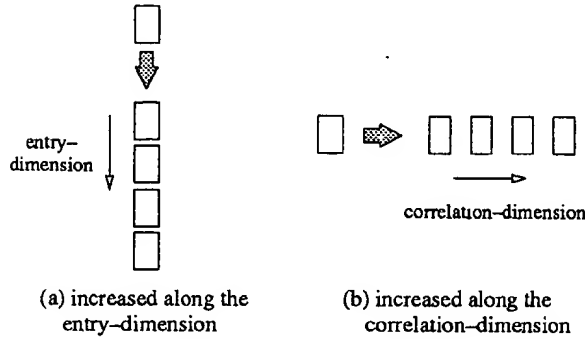 entry–
dimension
correlation–dimension
(a) increased along the
entry–dimension
(b) increased along the
correlation–dimension